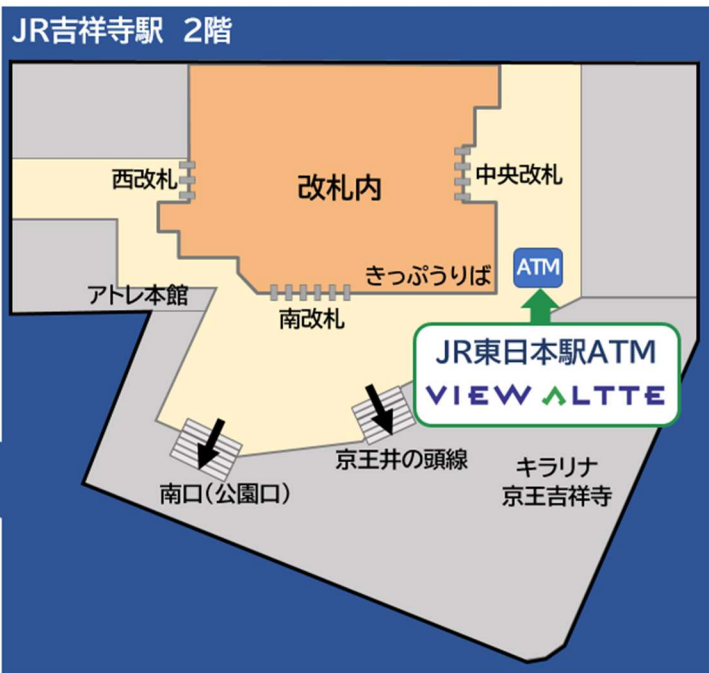 JR吉祥寺駅 2階
西改札
改札内
中央改札
きっぷうりば
ATM
アトレ本館
南改札
JR東日本駅ATM
VIEW ALTTE
京王井の頭線
キラリナ
京王吉祥寺
南口(公園口)